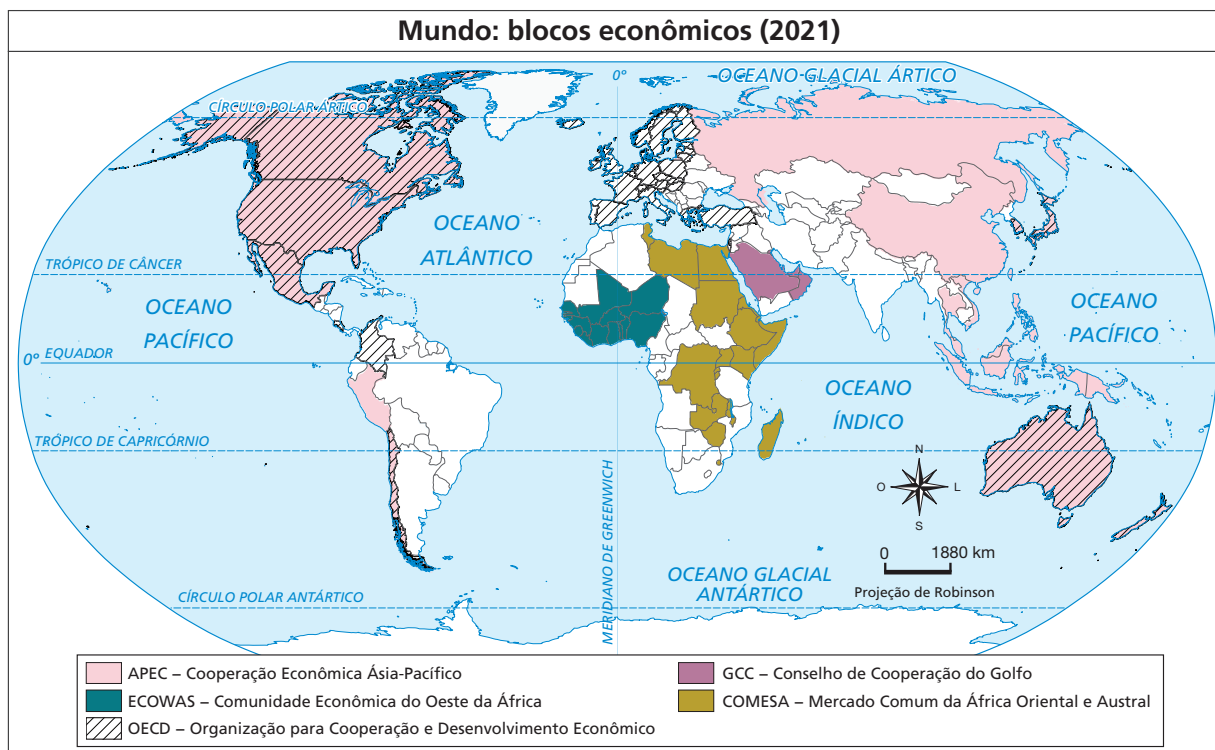 Mundo: blocos econômicos (2021)
0º
OCEANO GLACIAL ÁRTICO
CÍRCULO POLAR ÁRTICO
OCEANO
ATLÂNTICO
TRÓPICO DE CÂNCER
OCEANO
PACÍFICO
OCEANO
PACÍFICO
0º
EQUADOR
OCEANO
ÍNDICO
TRÓPICO DE CAPRICÓRNIO
MERIDIANO DE GREENWICH
N
O
L
S
0 1880 km
Projeção de Robinson
OCEANO GLACIAL
ANTÁRTICO
CÍRCULO POLAR ANTÁRTICO
APEC – Cooperação Econômica Ásia-Pacífico
ECOWAS – Comunidade Econômica do Oeste da África
OECD – Organização para Cooperação e Desenvolvimento Econômico
GCC – Conselho de Cooperação do Golfo
COMESA – Mercado Comum da África Oriental e Austral